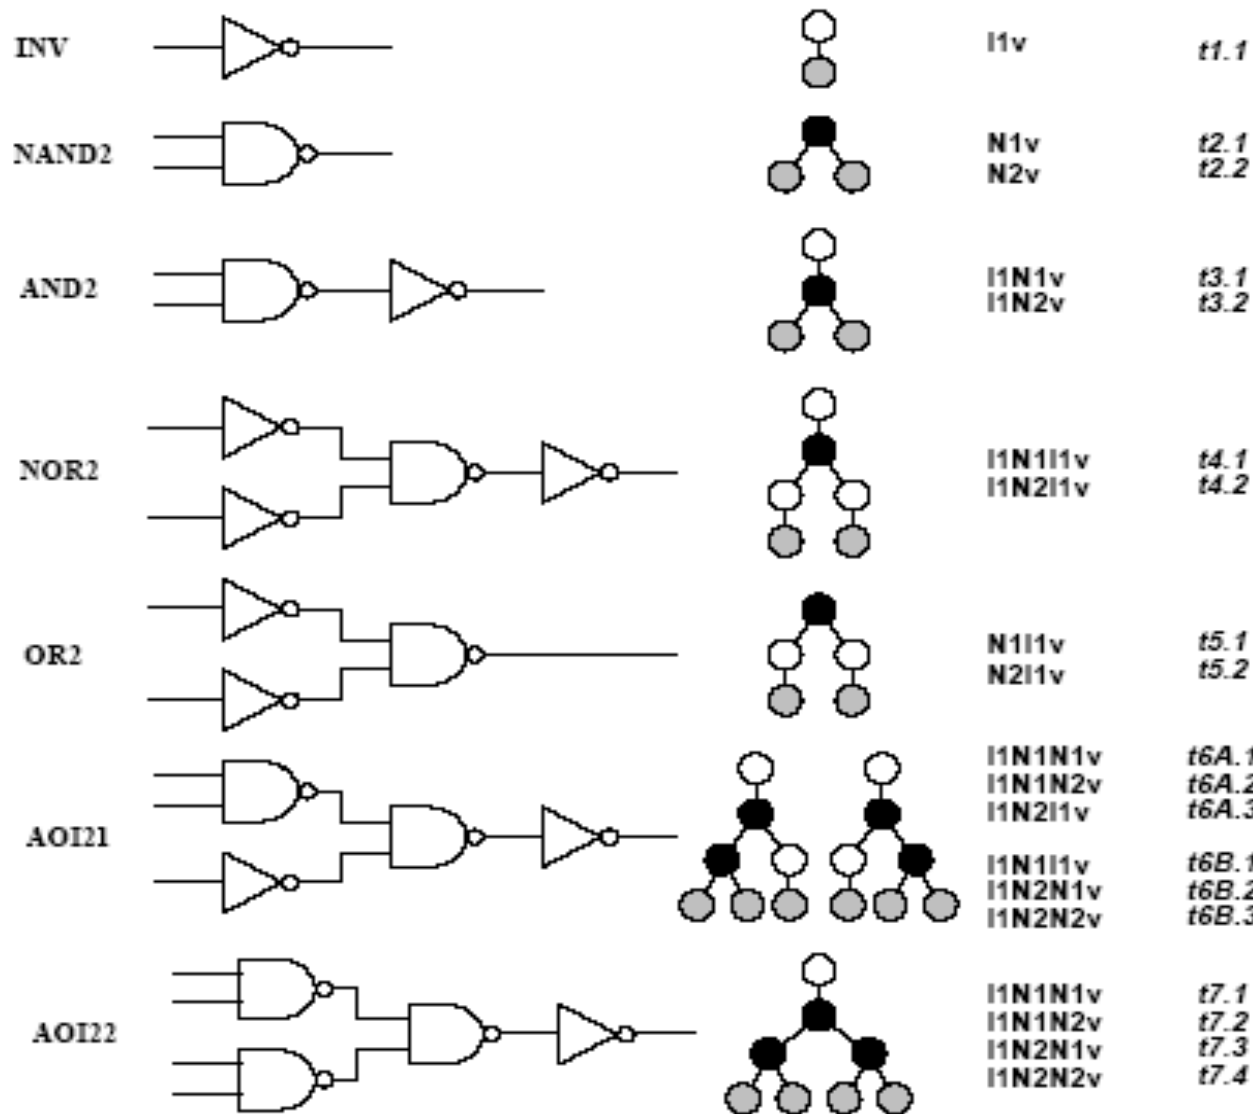 INV I1v t1.1
NAND2 N1v t2.1
N2v t2.2
AND2 I1N1v t3.1
I1N2v t3.2
NOR2 I1N1I1v t4.1
I1N2I1v t4.2
OR2 N1I1v t5.1
N2I1v t5.2
AOI21 I1N1N1v t6A.1
I1N1N2v t6A.2
I1N2I1v t6A.3
I1N1I1v t6B.1
I1N2N1v t6B.2
I1N2N2v t6B.3
AOI22 I1N1N1v t7.1
I1N1N2v t7.2
I1N2N1v t7.3
I1N2N2v t7.4